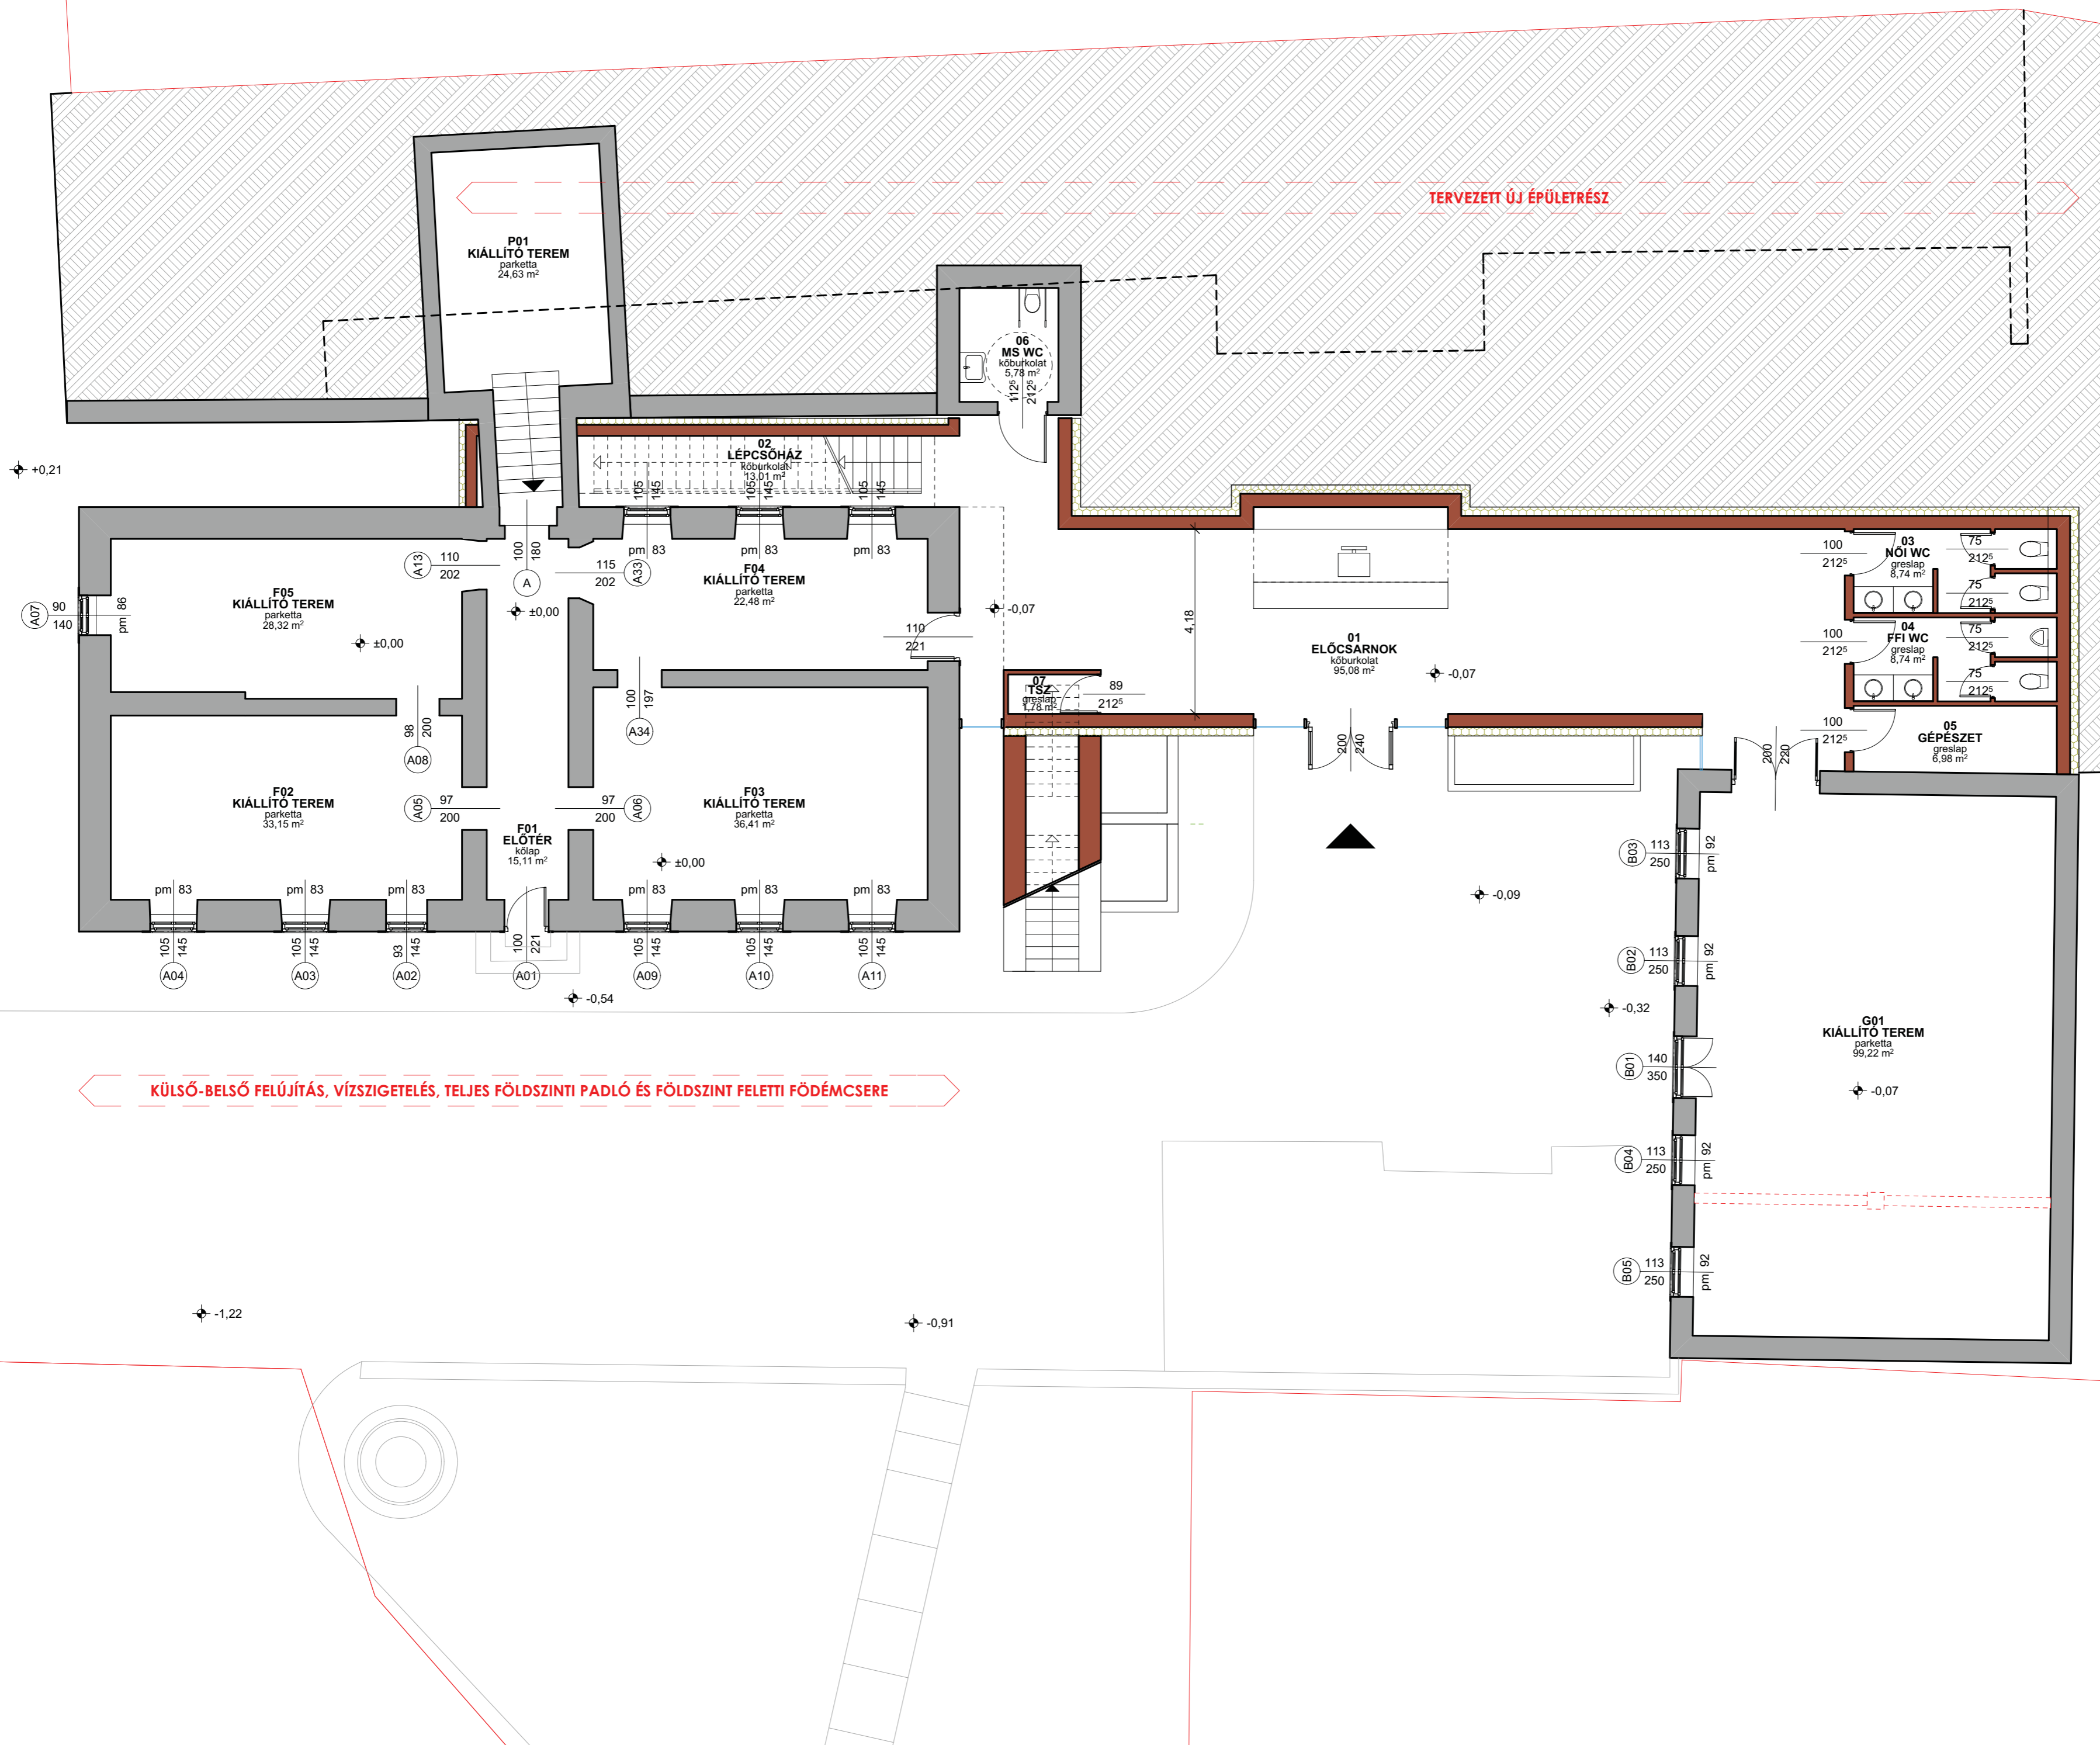 TERVEZETT ÚJ ÉPÜLETRÉSZ
P01
KIÁLLÍTÓ TEREM
parketta
24,63 m²
06
MS WC
kőburkolat
5,78 m²
112⁵
212⁵
+0,21
02
LÉPCSŐHÁZ
kőburkolat
13,01 m²
105
145
105
145
105
145
pm 83
pm 83
pm 83
A13
110
202
100
180
A
115
202
A33
F05
KIÁLLÍTÓ TEREM
parketta
28,32 m²
F04
KIÁLLÍTÓ TEREM
parketta
22,48 m²
A07
90
140
pm 86
±0,00
±0,00
-0,07
110
221
4,18
01
ELŐCSARNOK
kőburkolat
95,08 m²
-0,07
100
212⁵
03
NŐI WC
greslap
8,74 m²
75
212⁵
75
212⁵
100
212⁵
04
FFI WC
greslap
8,74 m²
75
212⁵
75
212⁵
100
212⁵
05
GÉPÉSZET
greslap
6,98 m²
07
TSZ
greslap
1,78 m²
89
212⁵
200
240
200
220
98
200
A08
100
197
A34
F02
KIÁLLÍTÓ TEREM
parketta
33,15 m²
A05
97
200
97
200
A06
F01
ELŐTÉR
kőlap
15,11 m²
F03
KIÁLLÍTÓ TEREM
parketta
36,41 m²
±0,00
pm 83
pm 83
pm 83
pm 83
pm 83
pm 83
105
145
A04
105
145
A03
93
145
A02
100
221
A01
105
145
A09
105
145
A10
105
145
A11
-0,54
-0,09
-0,32
B03
113
250
pm 92
B02
113
250
pm 92
B01
140
350
B04
113
250
pm 92
B05
113
250
pm 92
G01
KIÁLLÍTÓ TEREM
parketta
99,22 m²
-0,07
KÜLSŐ-BELSŐ FELÚJÍTÁS, VÍZSZIGETELÉS, TELJES FÖLDSZINTI PADLÓ ÉS FÖLDSZINT FELETTI FÖDÉMCSERE
-1,22
-0,91